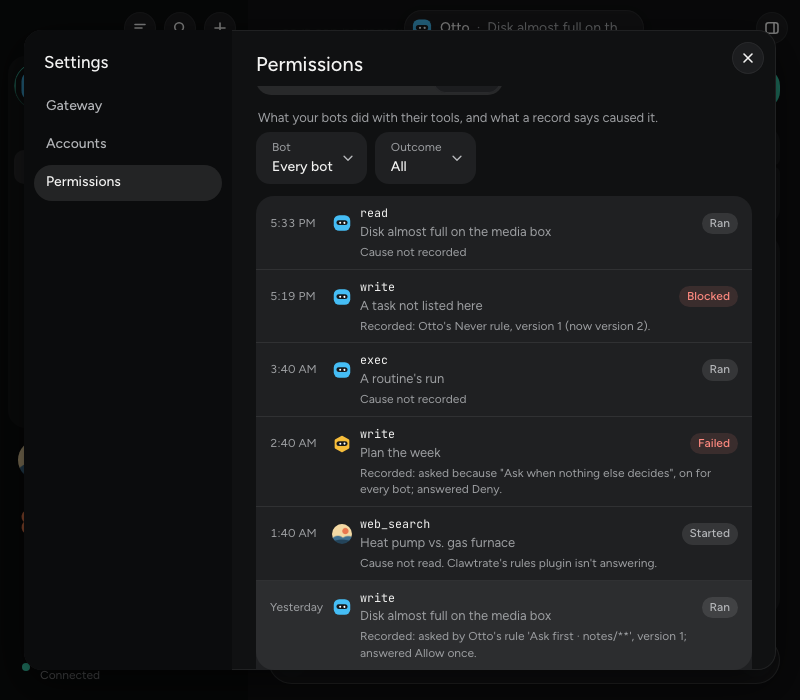 Otto · Disk almost full on th
Settings
Gateway
Accounts
Permissions
Permissions
What your bots did with their tools, and what a record says caused it.
Bot
Every bot
Outcome
All
5:33 PM
read
Disk almost full on the media box
Cause not recorded
Ran
5:19 PM
write
A task not listed here
Recorded: Otto's Never rule, version 1 (now version 2).
Blocked
3:40 AM
exec
A routine's run
Cause not recorded
Ran
2:40 AM
write
Plan the week
Recorded: asked because "Ask when nothing else decides", on for
every bot; answered Deny.
Failed
1:40 AM
web_search
Heat pump vs. gas furnace
Cause not read. Clawtrate's rules plugin isn't answering.
Started
Yesterday
write
Disk almost full on the media box
Recorded: asked by Otto's rule 'Ask first · notes/**', version 1;
answered Allow once.
Ran
Connected